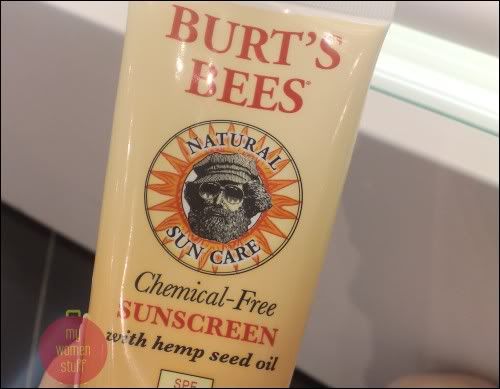 BURT'S
BEES®
NATURAL
SUN CARE
Chemical-Free
SUNSCREEN
with hemp seed oil
SPF
my
women
stuff